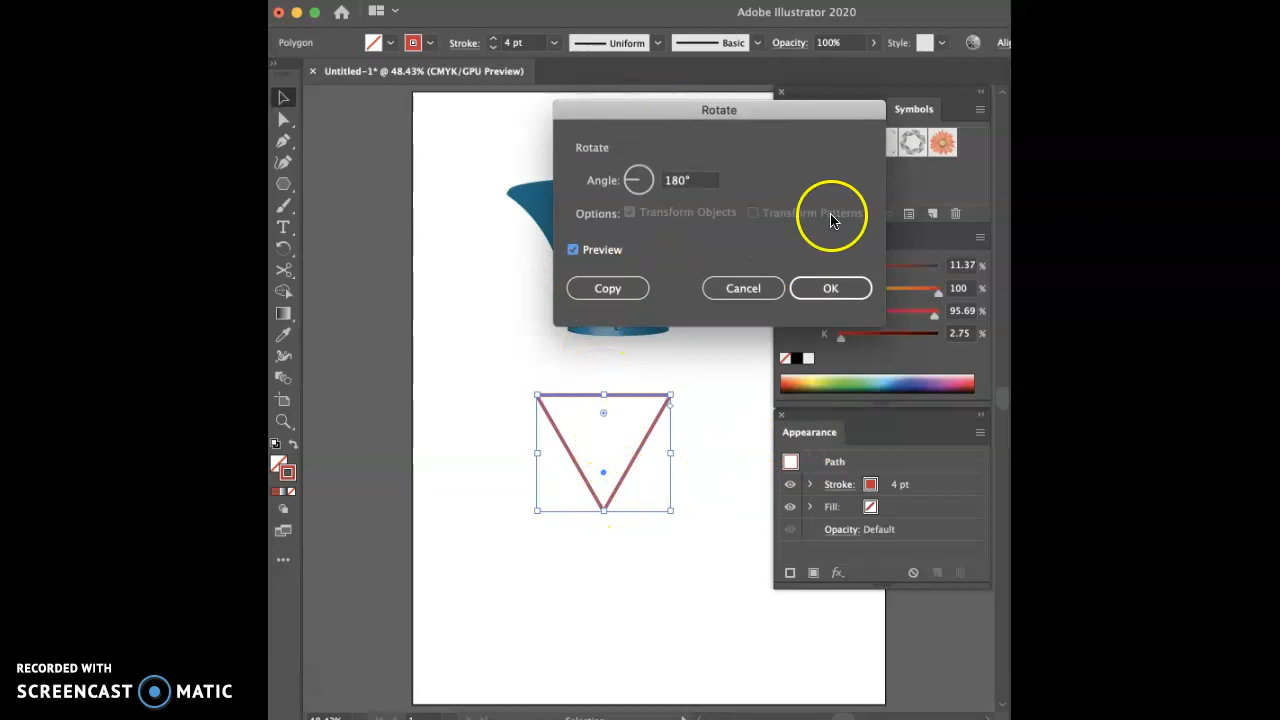 Adobe Illustrator 2020
Polygon
Stroke:
4 pt
Uniform
Basic
Opacity:
100%
Style:
Untitled-1* @ 48.43% (CMYK/GPU Preview)
Rotate
Symbols
Rotate
Angle:
180°
Options:
Transform Objects
Transform Patterns
Preview
Copy
Cancel
OK
11.37 %
100 %
95.69 %
K
2.75 %
Appearance
Path
Stroke:
4 pt
Fill:
Opacity: Default
fx
RECORDED WITH
SCREENCAST MATIC